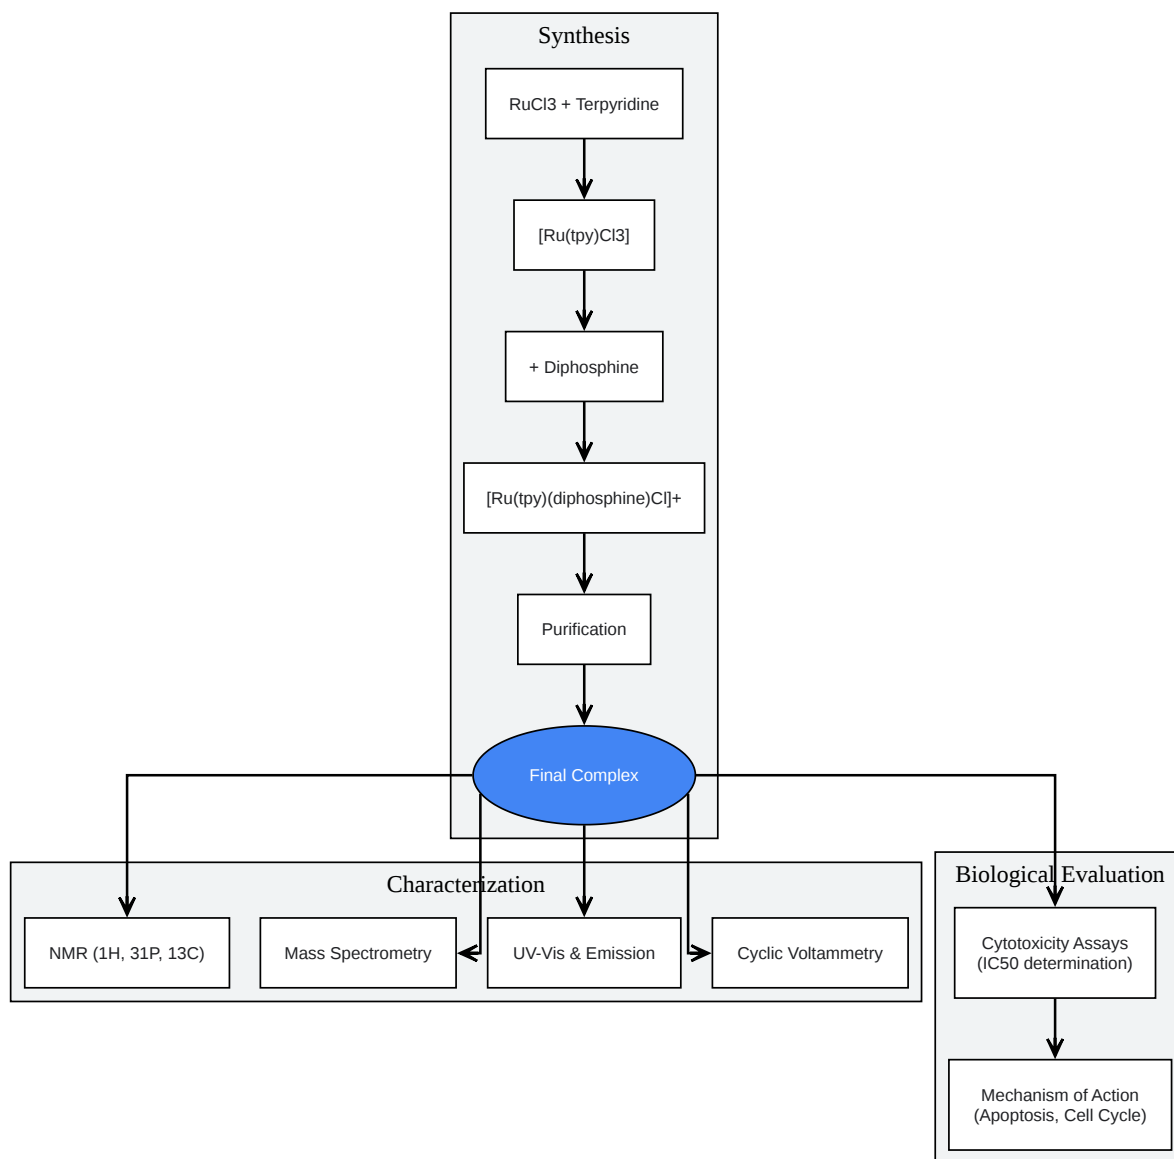 Synthesis
RuCl3 + Terpyridine
[Ru(tpy)Cl3]
+ Diphosphine
[Ru(tpy)(diphosphine)Cl]+
Purification
Final Complex
Characterization
NMR (1H, 31P, 13C)
Mass Spectrometry
UV-Vis & Emission
Cyclic Voltammetry
Biological Evaluation
Cytotoxicity Assays
(IC50 determination)
Mechanism of Action
(Apoptosis, Cell Cycle)